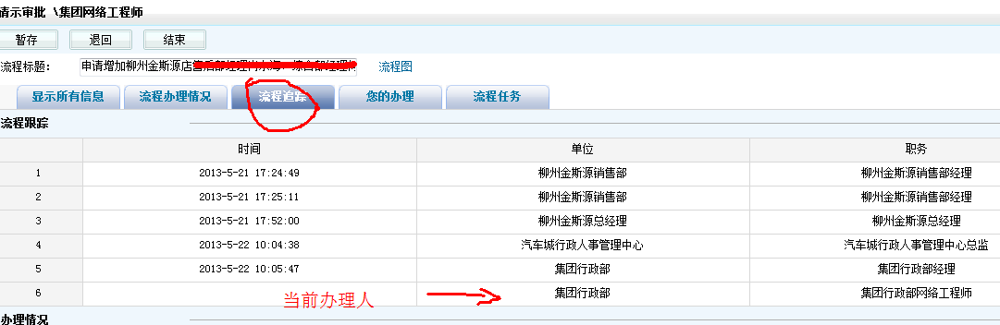 请示审批 \集团网络工程师
暂存 退回 结束
流程标题: 申请增加柳州金斯源店 流程图
显示所有信息 流程办理情况 流程追踪 您的办理 流程任务
流程跟踪
时间 单位 职务
1 2013-5-21 17:24:49 柳州金斯源销售部 柳州金斯源销售部经理
2 2013-5-21 17:25:11 柳州金斯源销售部 柳州金斯源销售部经理
3 2013-5-21 17:52:00 柳州金斯源总经理 柳州金斯源总经理
4 2013-5-22 10:04:38 汽车城行政人事管理中心 汽车城行政人事管理中心总监
5 2013-5-22 10:05:47 集团行政部 集团行政部经理
6 当前办理人 集团行政部 集团行政部网络工程师
办理情况